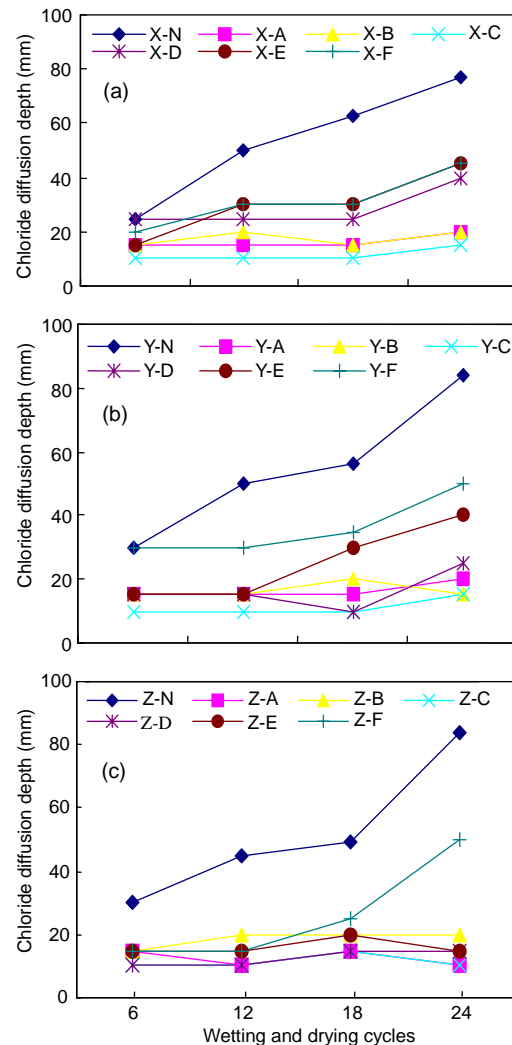 100
80
60
40
20
0
Chloride diffusion depth (mm)
X-N X-A X-B X-C
X-D X-E X-F
(a)
100
80
60
40
20
0
Chloride diffusion depth (mm)
Y-N Y-A Y-B Y-C
Y-D Y-E Y-F
(b)
100
80
60
40
20
0
Chloride diffusion depth (mm)
Z-N Z-A Z-B Z-C
Z-D Z-E Z-F
(c)
6 12 18 24
Wetting and drying cycles